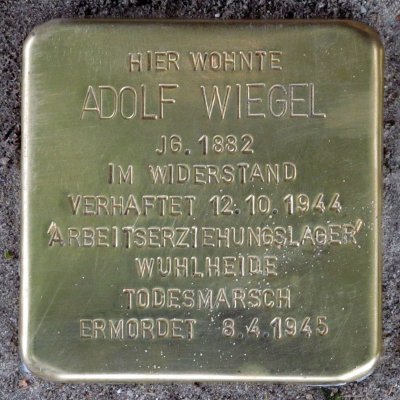 HIER WOHNTE
ADOLF WIEGEL
JG. 1882
IM WIDERSTAND
VERHAFTET 12.10.1944
'ARBEITSERZIEHUNGSLAGER'
WUHLHEIDE
TODESMARSCH
ERMORDET 8.4.1945